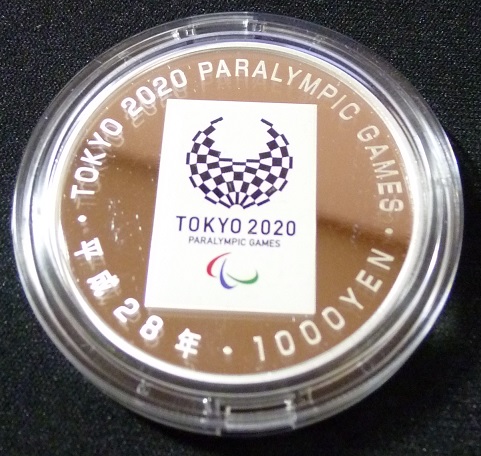 TOKYO 2020 PARALYMPIC GAMES
TOKYO 2020
PARALYMPIC GAMES
・平成28年・1000YEN・